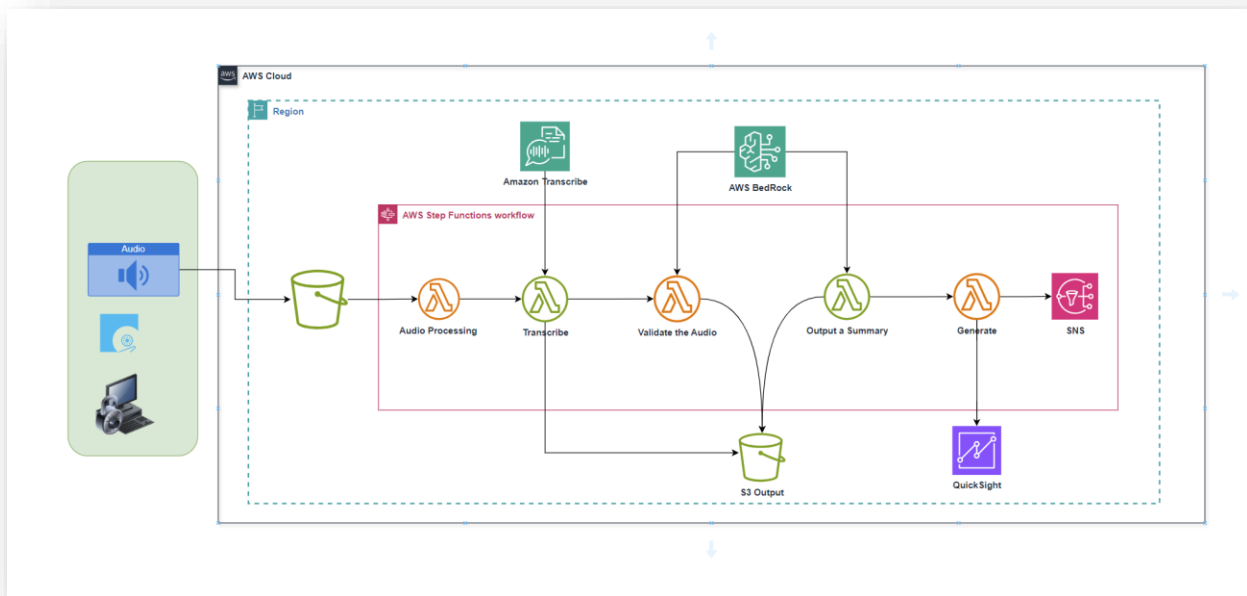 aws
AWS Cloud
Region
Amazon Transcribe
AWS BedRock
AWS Step Functions workflow
Audio
Audio Processing
Transcribe
Validate the Audio
Output a Summary
Generate
SNS
S3 Output
QuickSight